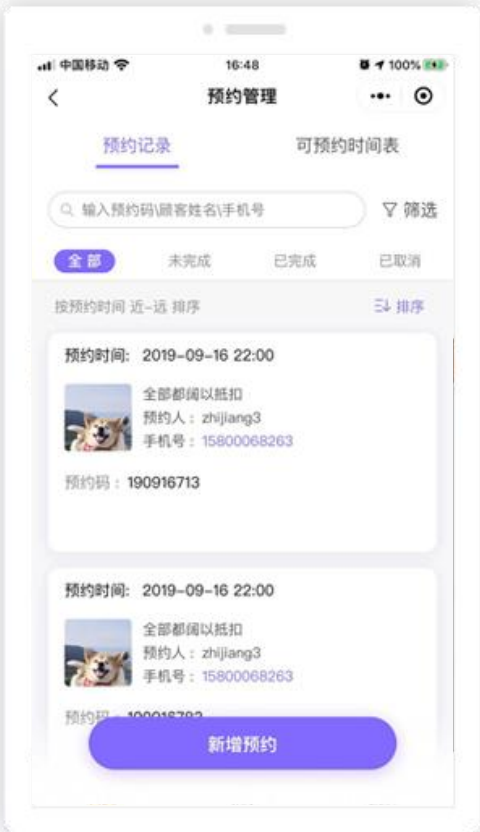 中国移动
16:48
100%
预约管理
预约记录
可预约时间表
输入预约码\顾客姓名\手机号
筛选
全部
未完成
已完成
已取消
按预约时间 近-远 排序
排序
预约时间: 2019-09-16 22:00
全部都阔以抵扣
预约人：zhijiang3
手机号：15800068263
预约码：190916713
预约时间: 2019-09-16 22:00
全部都阔以抵扣
预约人：zhijiang3
手机号：15800068263
预约码：
新增预约